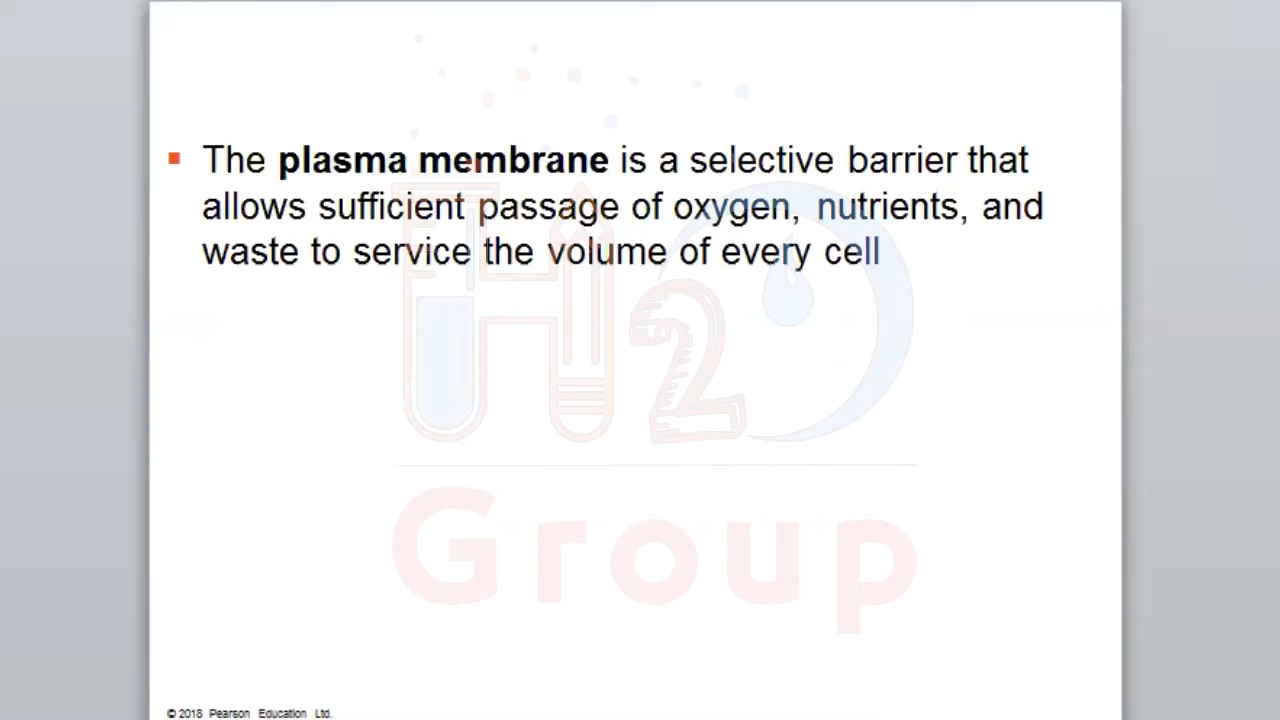 The plasma membrane is a selective barrier that
allows sufficient passage of oxygen, nutrients, and
waste to service the volume of every cell
H2O
Group
© 2018 Pearson Education Ltd.